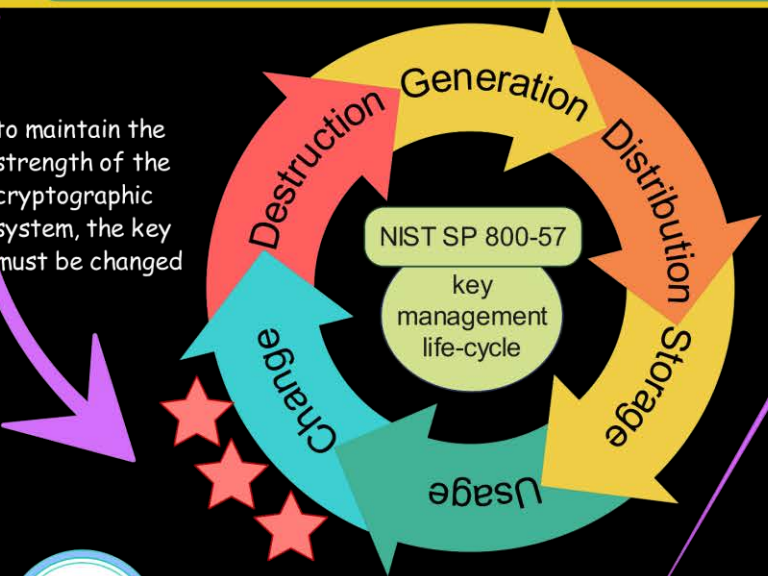 to maintain the
strength of the
cryptographic
system, the key
must be changed
Generation
Distribution
Storage
Usage
Change
Destruction
NIST SP 800-57
key
management
life-cycle